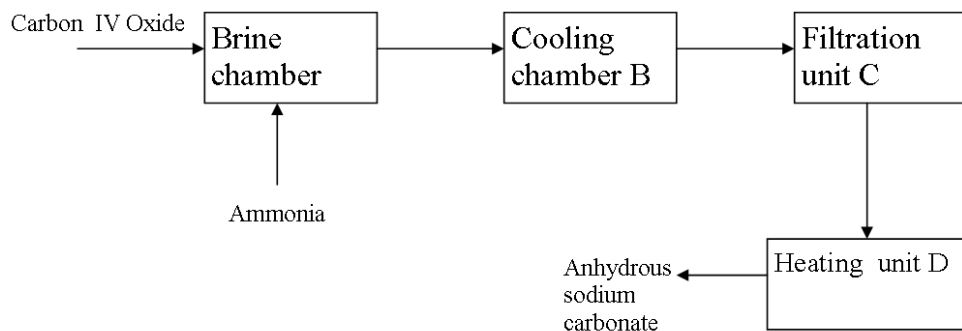 Carbon IV Oxide
Brine
chamber
Cooling
chamber B
Filtration
unit C
Ammonia
Heating unit D
Anhydrous
sodium
carbonate